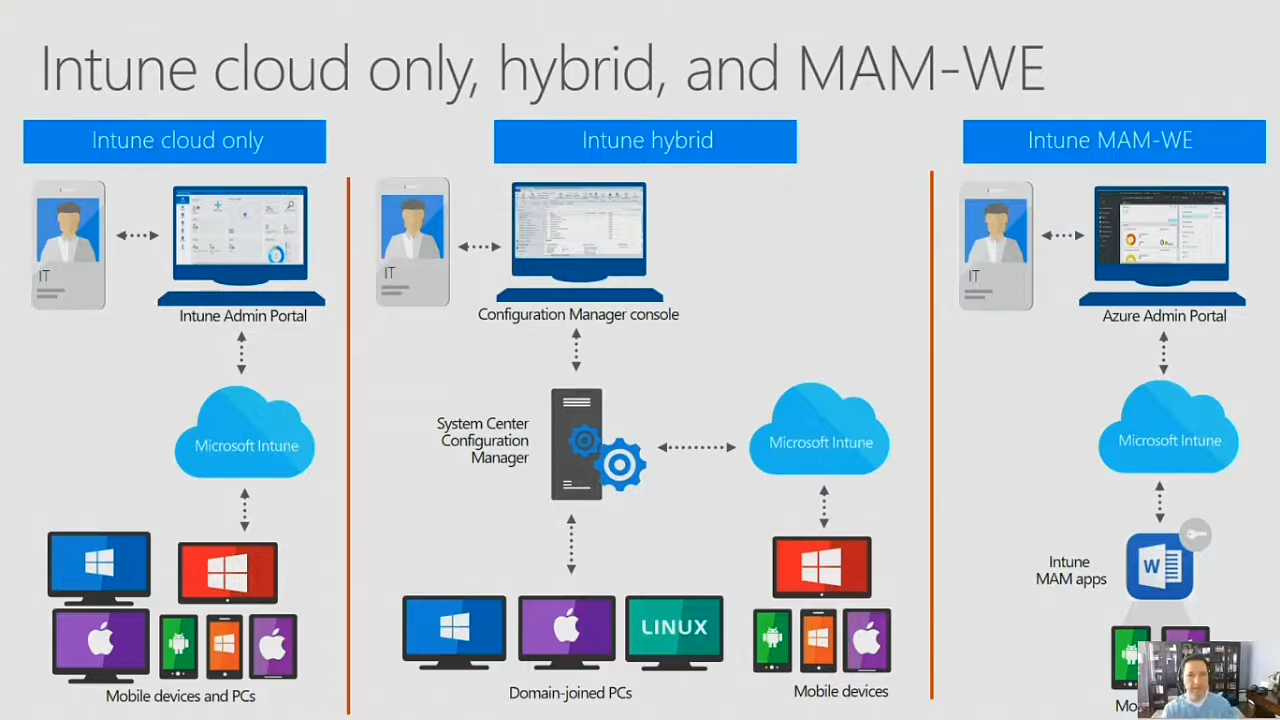 Intune cloud only, hybrid, and MAM-WE
Intune cloud only
IT
Intune Admin Portal
Microsoft Intune
Mobile devices and PCs
Intune hybrid
IT
Configuration Manager console
System Center
Configuration
Manager
Microsoft Intune
LINUX
Domain-joined PCs
Mobile devices
Intune MAM-WE
IT
Azure Admin Portal
Microsoft Intune
Intune
MAM apps
W